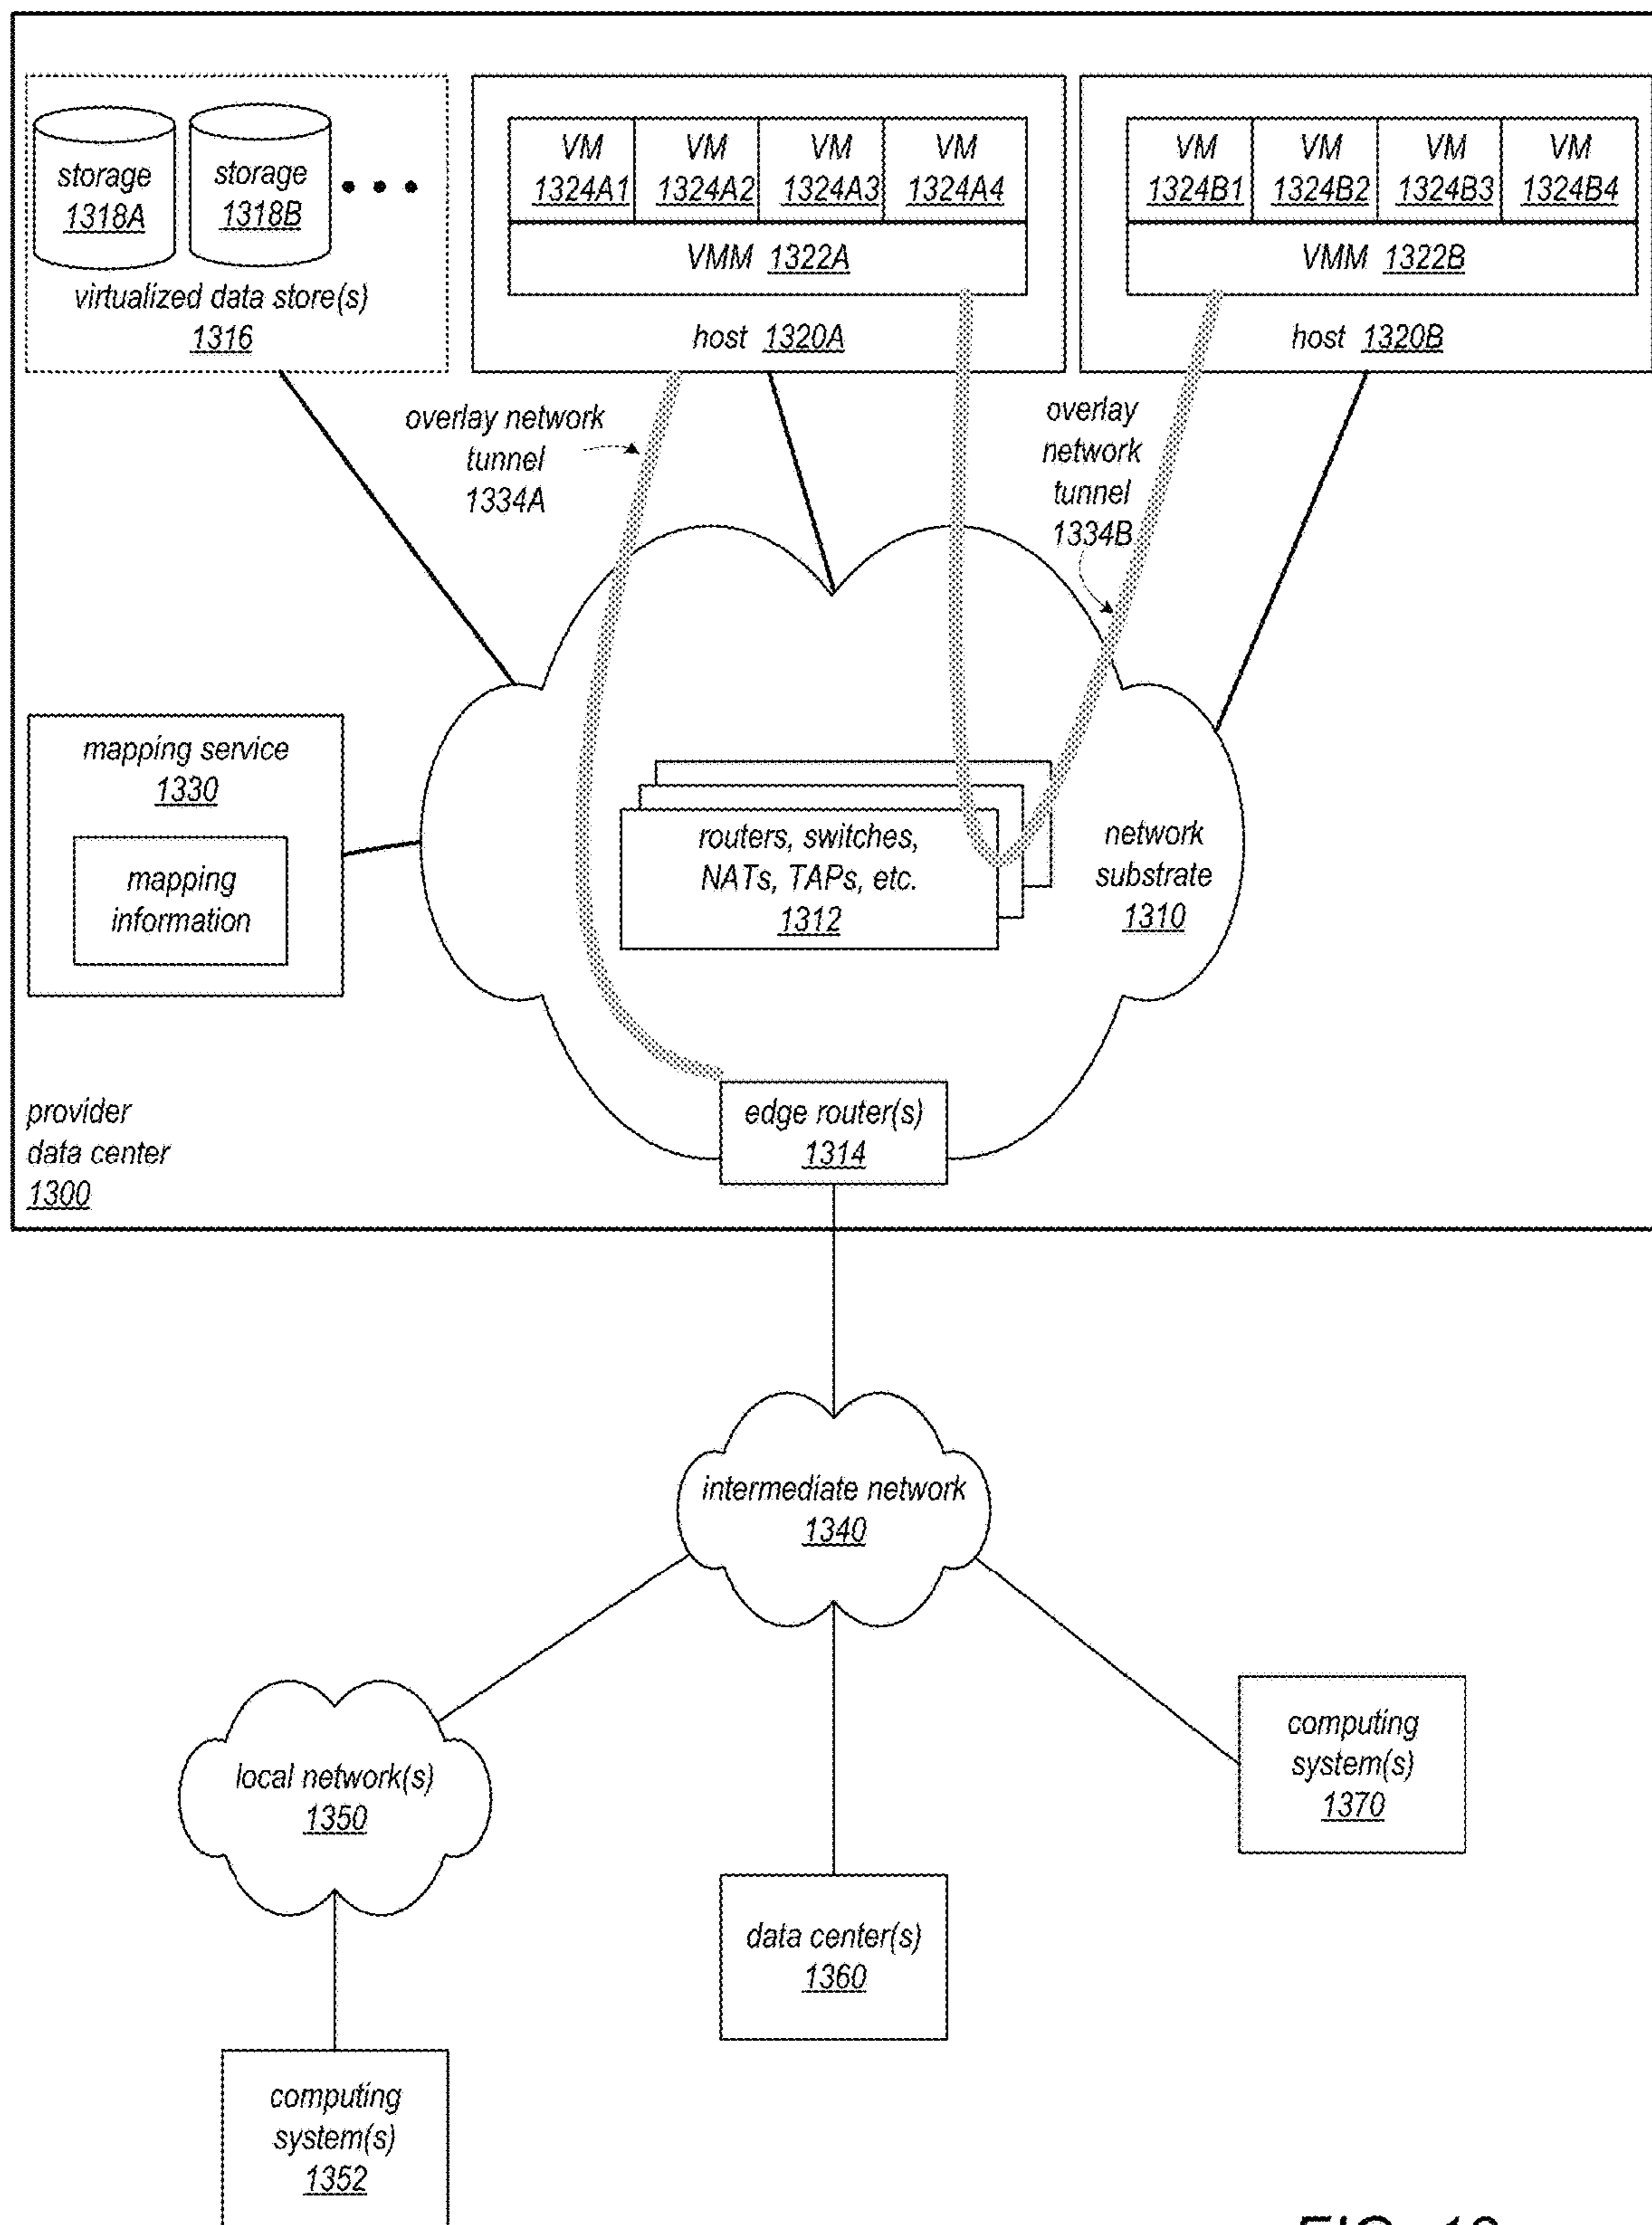 storage
1318A
storage
1318B
virtualized data store(s)
1316
VM
1324A1
VM
1324A2
VM
1324A3
VM
1324A4
VMM 1322A
host 1320A
VM
1324B1
VM
1324B2
VM
1324B3
VM
1324B4
VMM 1322B
host 1320B
overlay network
tunnel
1334A
overlay
network
tunnel
1334B
mapping service
1330
mapping
information
routers, switches,
NATs, TAPs, etc.
1312
network
substrate
1310
edge router(s)
1314
provider
data center
1300
intermediate network
1340
local network(s)
1350
computing
system(s)
1370
data center(s)
1360
computing
system(s)
1352